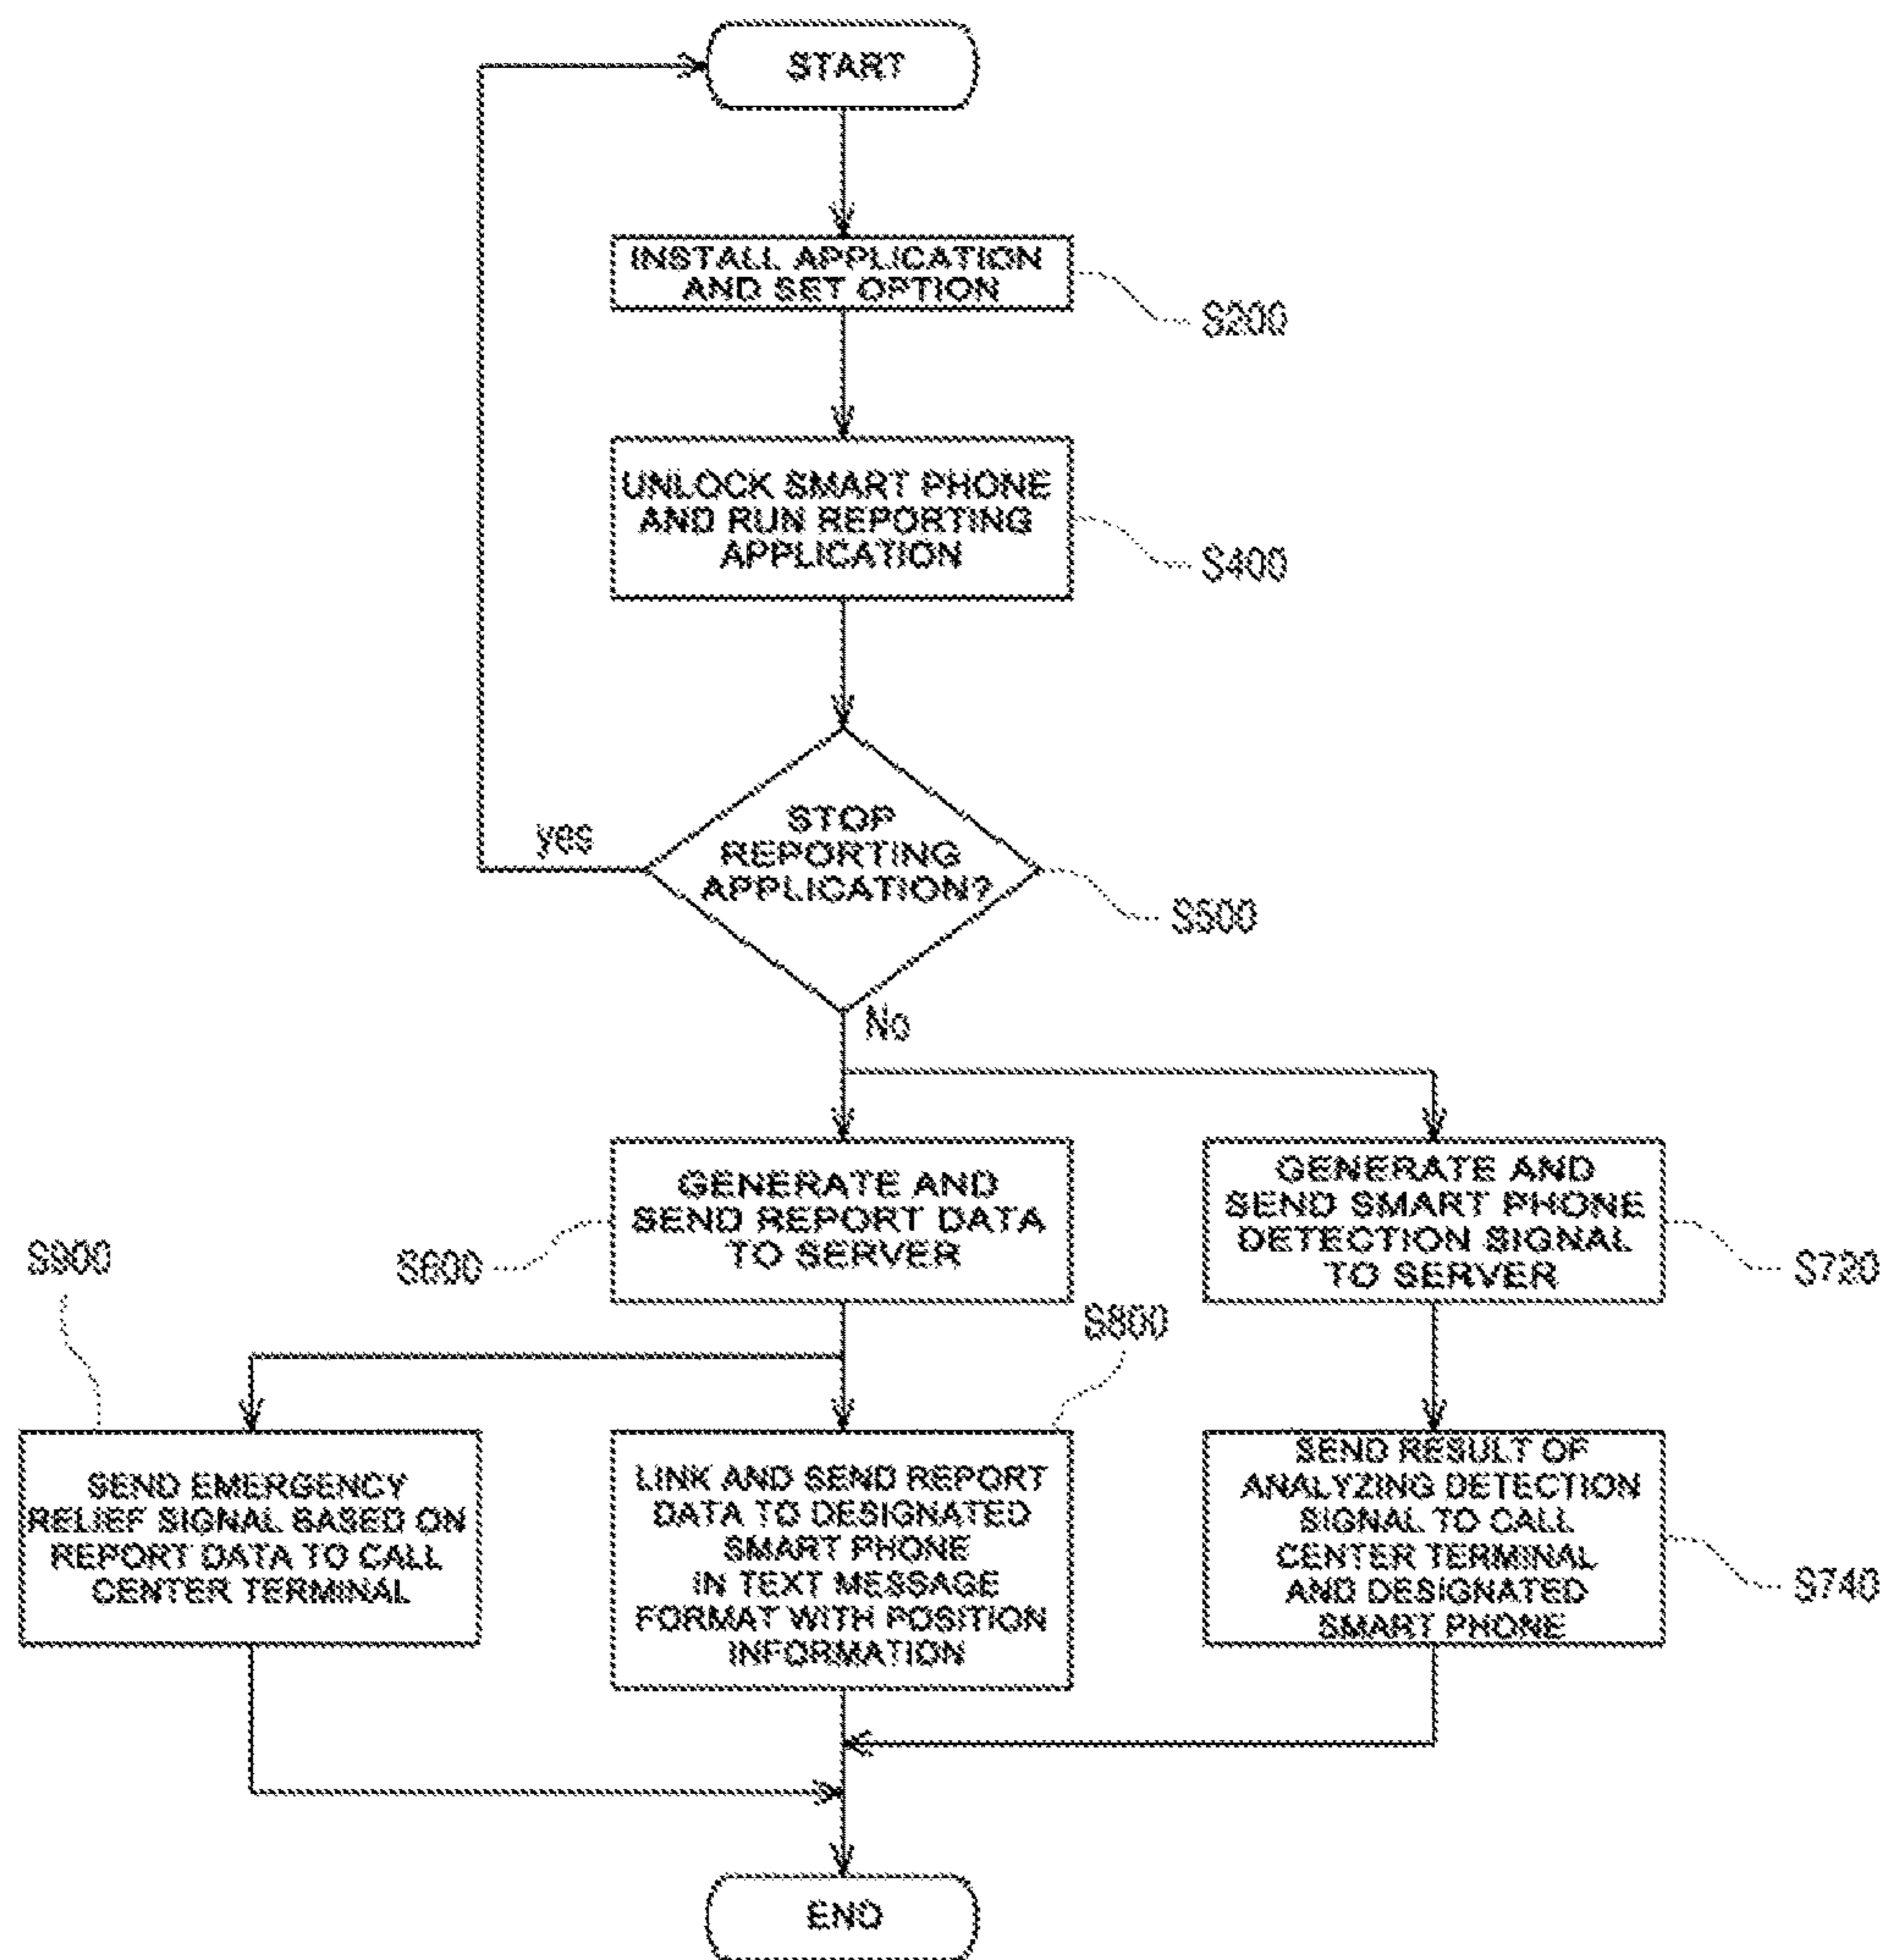 START
INSTALL APPLICATION
AND SET OPTION
S200
UNLOCK SMART PHONE
AND RUN REPORTING
APPLICATION
S400
STOP
REPORTING
APPLICATION?
yes
S500
No
GENERATE AND
SEND REPORT DATA
TO SERVER
S600
GENERATE AND
SEND SMART PHONE
DETECTION SIGNAL
TO SERVER
S720
S900
SEND EMERGENCY
RELIEF SIGNAL BASED ON
REPORT DATA TO CALL
CENTER TERMINAL
S800
LINK AND SEND REPORT
DATA TO DESIGNATED
SMART PHONE
IN TEXT MESSAGE
FORMAT WITH POSITION
INFORMATION
SEND RESULT OF
ANALYZING DETECTION
SIGNAL TO CALL
CENTER TERMINAL
AND DESIGNATED
SMART PHONE
S740
END